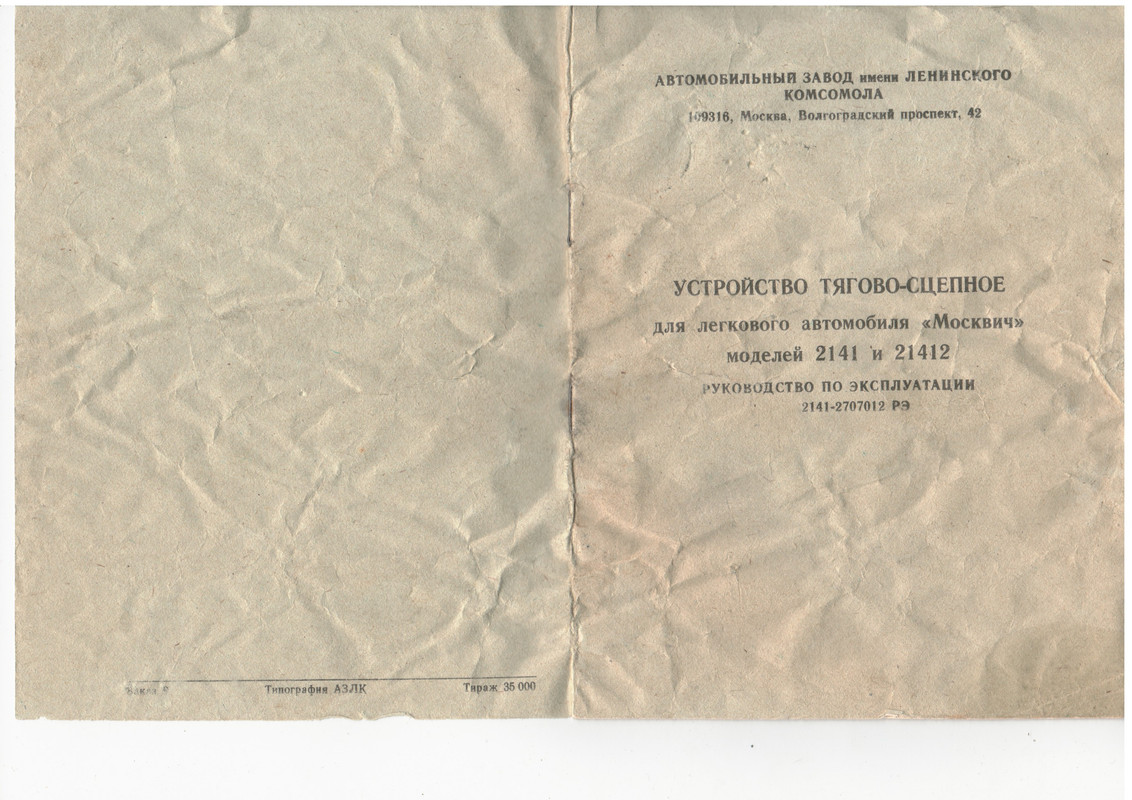 АВТОМОБИЛЬНЫЙ ЗАВОД имени ЛЕНИНСКОГО
КОМСОМОЛА
109316, Москва, Волгоградский проспект, 42
УСТРОЙСТВО ТЯГОВО-СЦЕПНОЕ
для легкового автомобиля «Москвич»
моделей 2141 и 21412
РУКОВОДСТВО ПО ЭКСПЛУАТАЦИИ
2141-2707012 РЭ
Типография АЗЛК Тираж 35 000